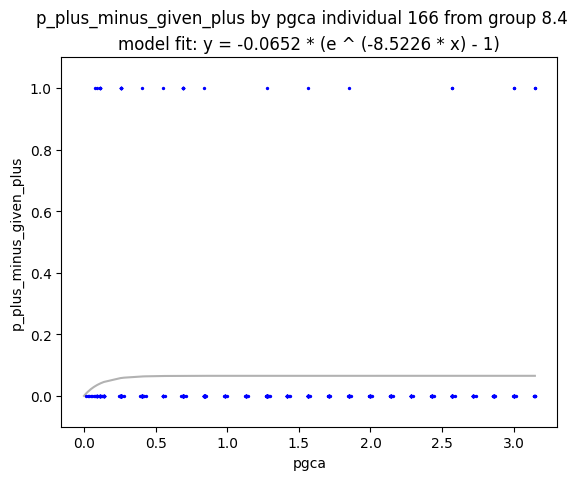 p_plus_minus_given_plus by pgca individual 166 from group 8.4
model fit: y = -0.0652 * (e ^ (-8.5226 * x) - 1)
p_plus_minus_given_plus
1.0
0.8
0.6
0.4
0.2
0.0
0.0 0.5 1.0 1.5 2.0 2.5 3.0
pgca